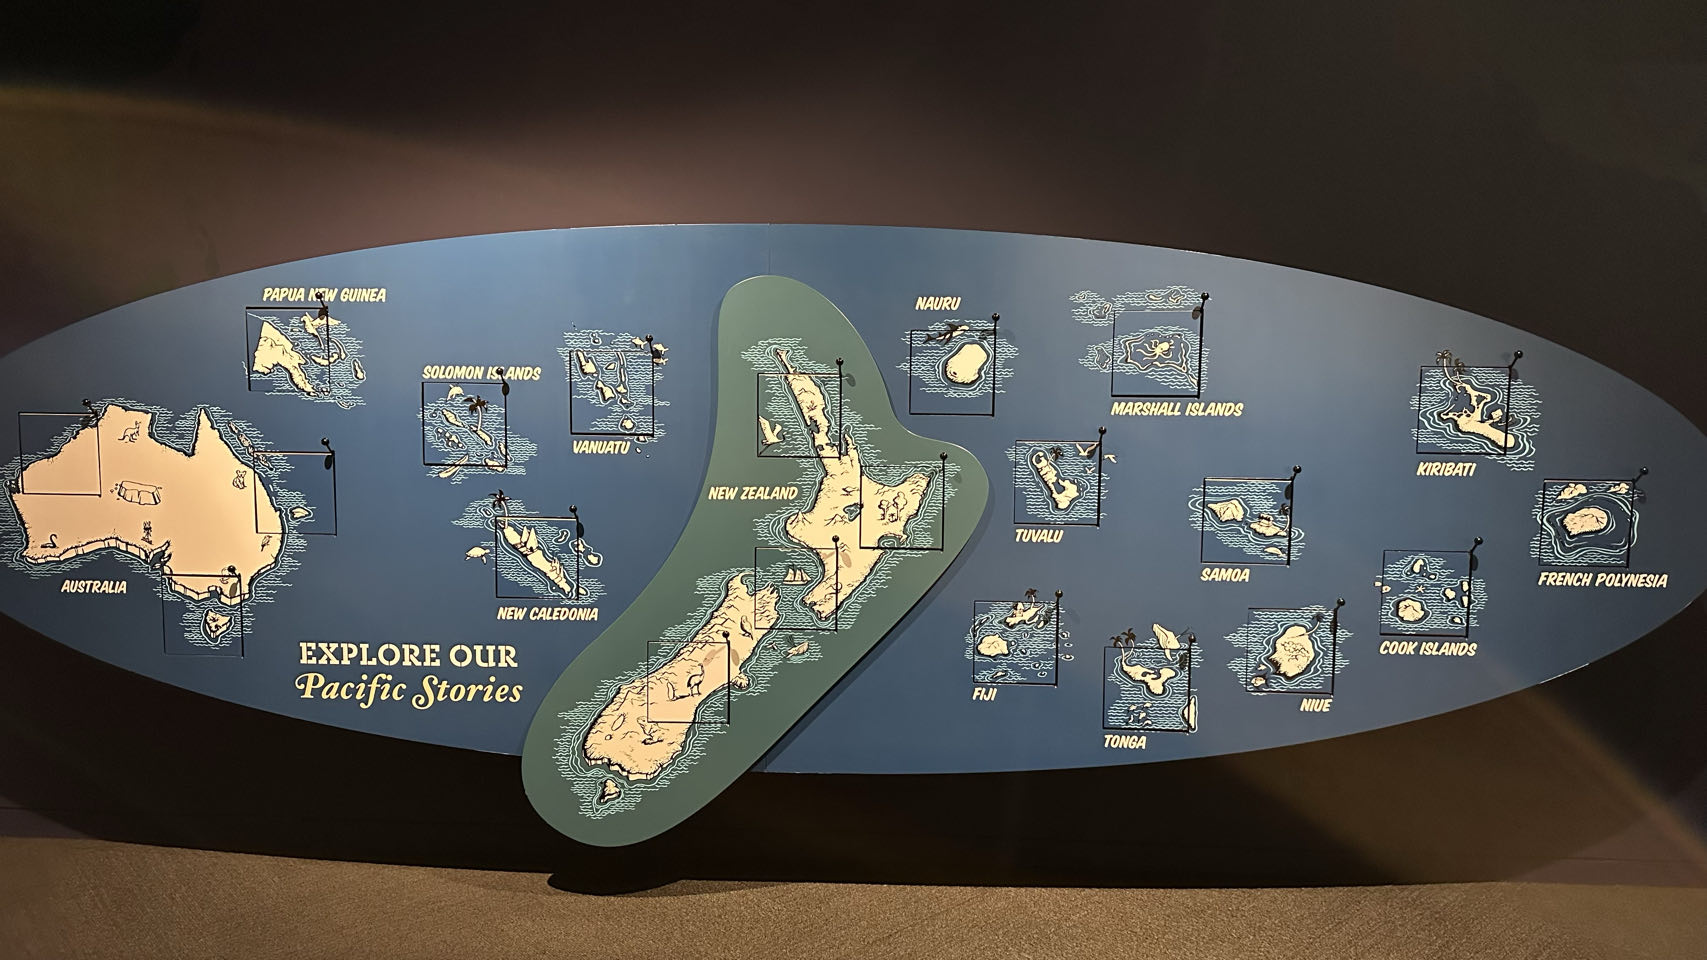 PAPUA NEW GUINEA
SOLOMON ISLANDS
VANUATU
AUSTRALIA
NEW CALEDONIA
EXPLORE OUR
Pacific Stories
NEW ZEALAND
NAURU
MARSHALL ISLANDS
KIRIBATI
TUVALU
SAMOA
FRENCH POLYNESIA
FIJI
TONGA
NIUE
COOK ISLANDS